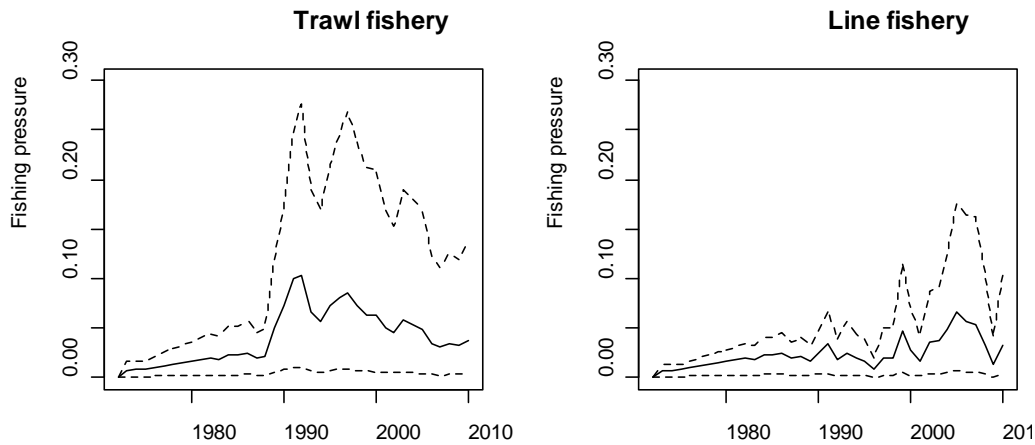 Trawl fishery
Fishing pressure
0.00 0.10 0.20 0.30
1980 1990 2000 2010
Line fishery
Fishing pressure
0.00 0.10 0.20 0.30
1980 1990 2000 201